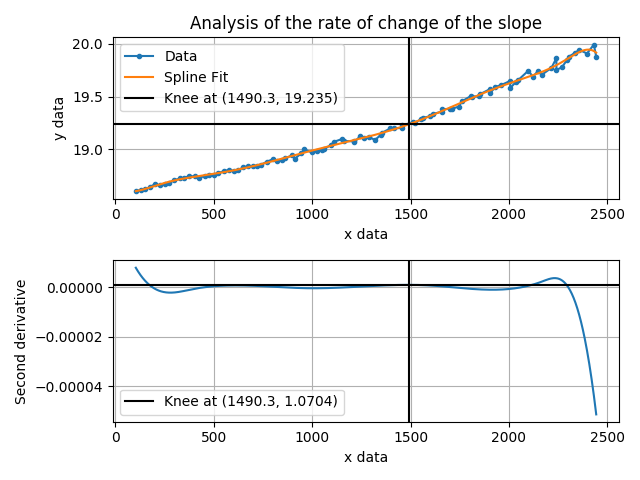 Analysis of the rate of change of the slope
20.0
19.5
19.0
y data
Data
Spline Fit
Knee at (1490.3, 19.235)
0 500 1000 1500 2000 2500
x data
0.00000
−0.00002
−0.00004
Second derivative
Knee at (1490.3, 1.0704)
0 500 1000 1500 2000 2500
x data